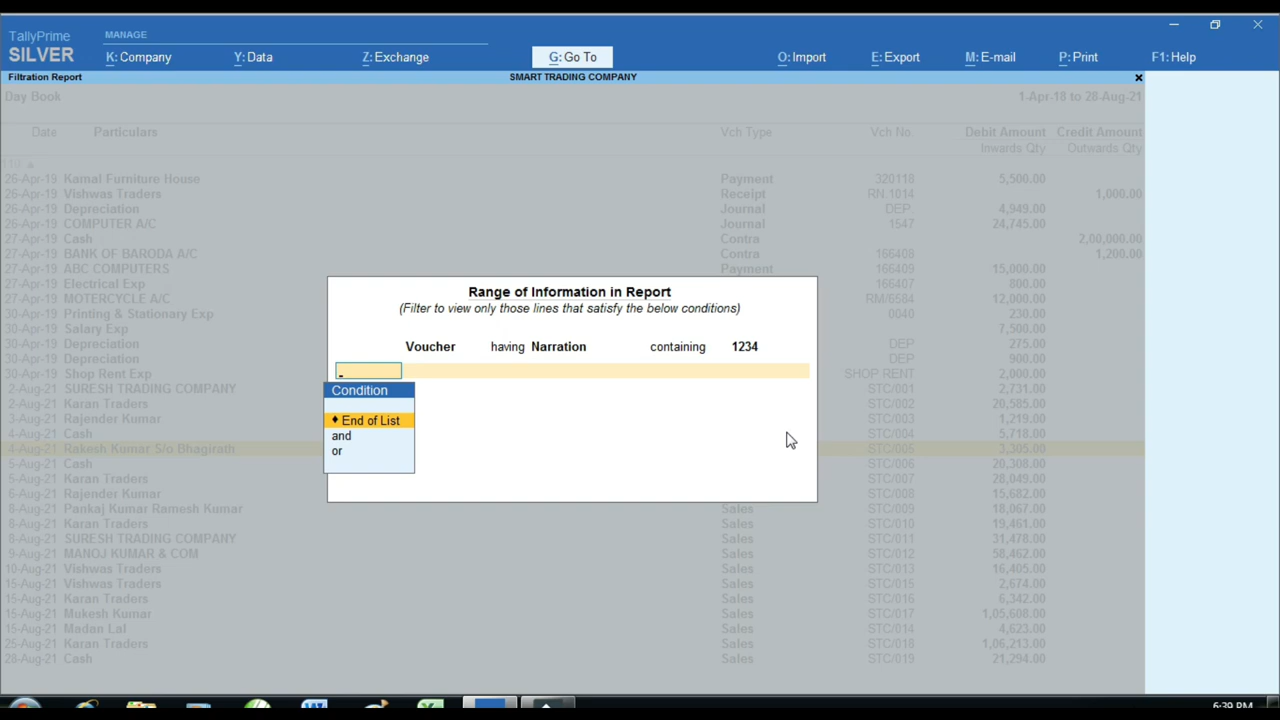 TallyPrime MANAGE
SILVER K: Company Y: Data Z: Exchange G: Go To O: Import E: Export M: E-mail P: Print F1: Help
Filtration Report SMART TRADING COMPANY
Day Book 1-Apr-18 to 28-Aug-21
Date Particulars Vch Type Vch No Debit Amount Credit Amount
Inwards Qty Outwards Qty
26-Apr-19 Kamal Furniture House Payment 320118 5,500.00
26-Apr-19 Vishwas Traders Receipt RN 1014 1,000.00
26-Apr-19 Depreciation Journal DEP. 4,949.00
26-Apr-19 COMPUTER A/C Journal 1547 24,745.00
27-Apr-19 Cash Contra 2,00,000.00
27-Apr-19 BANK OF BARODA A/C Contra 166408 1,200.00
27-Apr-19 ABC COMPUTERS Payment 166409 15,000.00
27-Apr-19 Electrical Exp 166407 800.00
27-Apr-19 MOTERCYCLE A/C RM/6584 12,000.00
30-Apr-19 Printing & Stationary Exp 0040 230.00
30-Apr-19 Salary Exp 7,500.00
30-Apr-19 Depreciation DEP 275.00
30-Apr-19 Depreciation DEP 900.00
30-Apr-19 Shop Rent Exp SHOP RENT 2,000.00
2-Aug-21 SURESH TRADING COMPANY STC/001 2,731.00
2-Aug-21 Karan Traders STC/002 20,585.00
3-Aug-21 Rajender Kumar STC/003 1,219.00
4-Aug-21 Cash STC/004 5,718.00
4-Aug-21 Rakesh Kumar S/o Bhagirath STC/005 3,305.00
5-Aug-21 Cash STC/006 20,308.00
5-Aug-21 Karan Traders STC/007 28,049.00
6-Aug-21 Rajender Kumar STC/008 15,682.00
8-Aug-21 Pankaj Kumar Ramesh Kumar Sales STC/009 18,067.00
8-Aug-21 Karan Traders Sales STC/010 19,461.00
8-Aug-21 SURESH TRADING COMPANY Sales STC/011 31,478.00
9-Aug-21 MANOJ KUMAR & COM Sales STC/012 58,462.00
10-Aug-21 Vishwas Traders Sales STC/013 16,405.00
15-Aug-21 Vishwas Traders Sales STC/015 2,674.00
15-Aug-21 Karan Traders Sales STC/016 6,342.00
15-Aug-21 Mukesh Kumar Sales STC/017 1,05,608.00
15-Aug-21 Madan Lal Sales STC/014 4,623.00
25-Aug-21 Karan Traders Sales STC/018 1,06,213.00
28-Aug-21 Cash Sales STC/019 21,294.00
Range of Information in Report
(Filter to view only those lines that satisfy the below conditions)
Voucher having Narration containing 1234
Condition
♦ End of List
and
or
6:39 PM